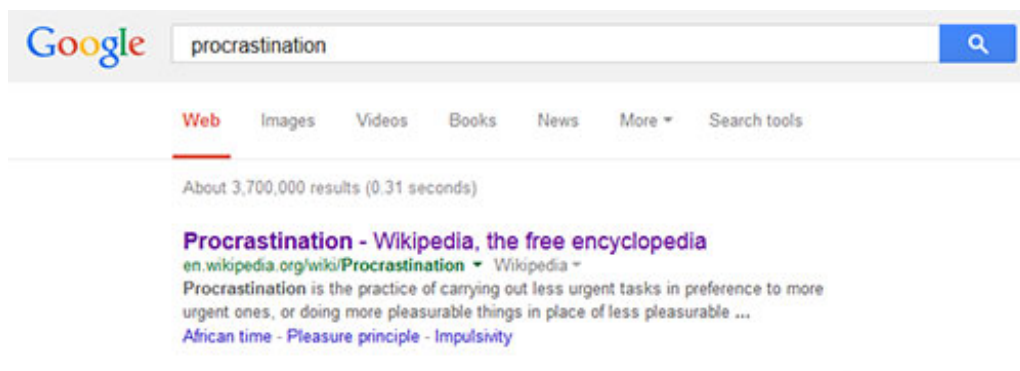 Google procrastination
Web Images Videos Books News More Search tools
About 3,700,000 results (0.31 seconds)
Procrastination - Wikipedia, the free encyclopedia
en.wikipedia.org/wiki/Procrastination Wikipedia
Procrastination is the practice of carrying out less urgent tasks in preference to more
urgent ones, or doing more pleasurable things in place of less pleasurable ...
African time - Pleasure principle - Impulsivity